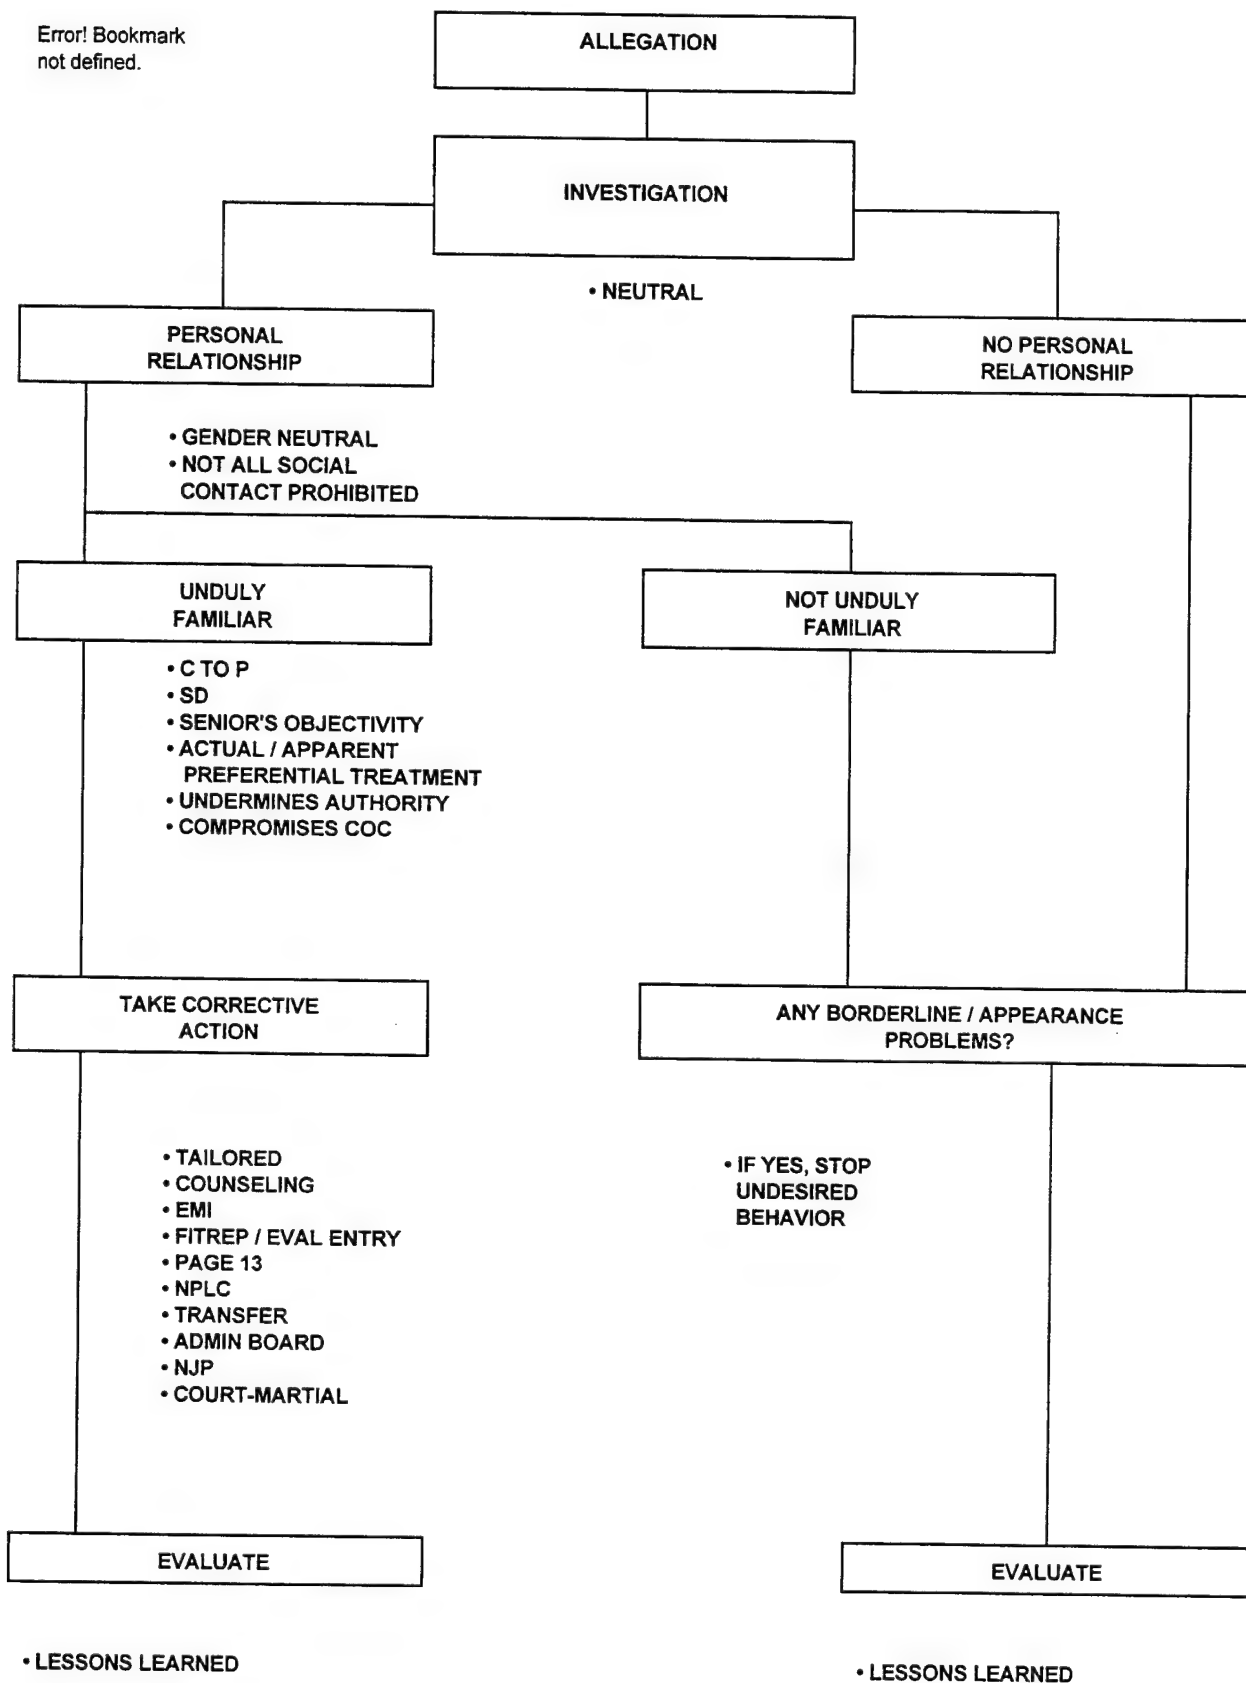 Error! Bookmark
not defined.
ALLEGATION
INVESTIGATION
• NEUTRAL
PERSONAL
RELATIONSHIP
NO PERSONAL
RELATIONSHIP
• GENDER NEUTRAL
• NOT ALL SOCIAL
CONTACT PROHIBITED
UNDULY
FAMILIAR
NOT UNDULY
FAMILIAR
• C TO P
• SD
• SENIOR'S OBJECTIVITY
• ACTUAL / APPARENT
PREFERENTIAL TREATMENT
• UNDERMINES AUTHORITY
• COMPROMISES COC
TAKE CORRECTIVE
ACTION
ANY BORDERLINE / APPEARANCE
PROBLEMS?
• TAILORED
• COUNSELING
• EMI
• FITREP / EVAL ENTRY
• PAGE 13
• NPLC
• TRANSFER
• ADMIN BOARD
• NJP
• COURT-MARTIAL
• IF YES, STOP
UNDESIRED
BEHAVIOR
EVALUATE
EVALUATE
• LESSONS LEARNED
• LESSONS LEARNED